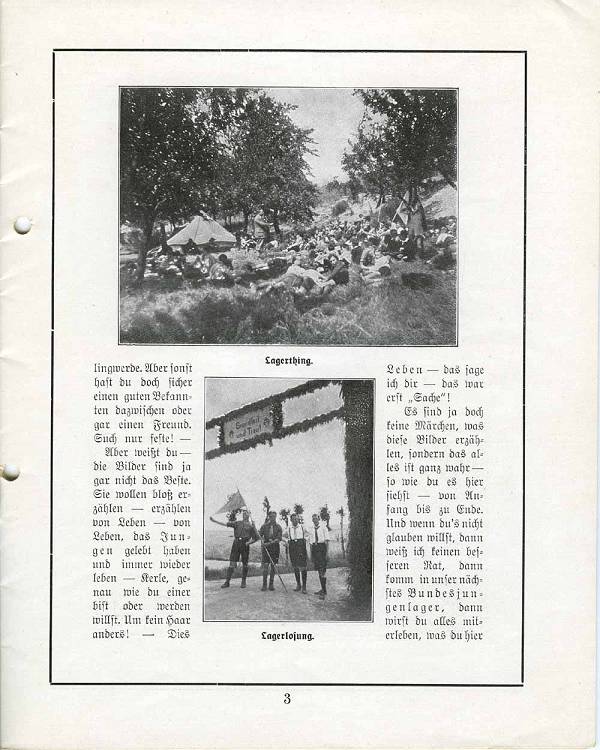 Lagerthing.
lingwerde. Aber sonst
hast du doch sicher
einen guten Bekann-
ten dazwischen oder
gar einen Freund.
Such nur feste! —
Aber weißt du —
die Bilder sind ja
gar nicht das Beste.
Sie wollen bloß er-
zählen — erzählen
von Leben — von
Leben, das Jun-
gen gelebt haben
und immer wieder
leben — Kerle, ge-
nau wie du einer
bist oder werden
willst. Um kein Haar
anders! — Dies
und Treu!
Lagerlosung.
Leben — das sage
ich dir — das war
erst „Sache“!
Es sind ja doch
keine Märchen, was
diese Bilder erzäh-
len, sondern das al-
les ist ganz wahr —
so wie du es hier
siehst — von An-
fang bis zu Ende.
Und wenn du's nicht
glauben willst, dann
weiß ich keinen bes-
seren Rat, dann
komm in unser näch-
stes Bundesjun-
genlager, dann
wirst du alles mit-
erleben, was du hier
3